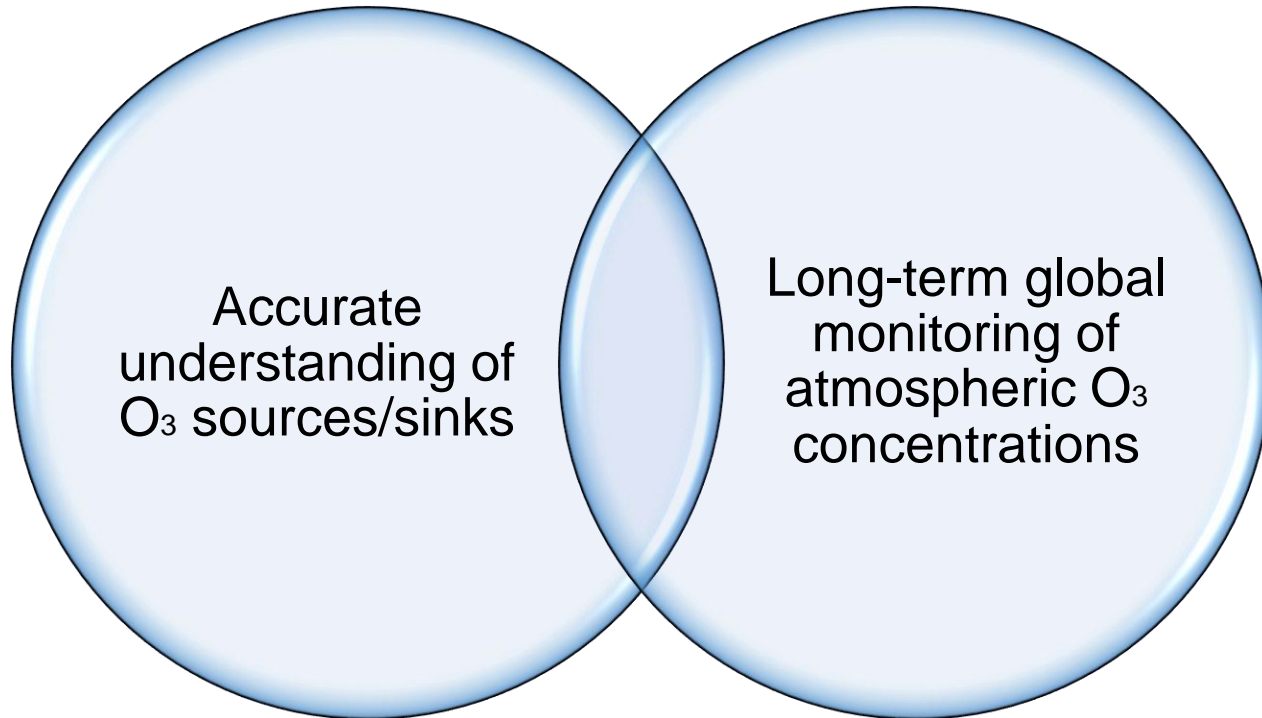 Accurate
understanding of
O₃ sources/sinks
Long-term global
monitoring of
atmospheric O₃
concentrations